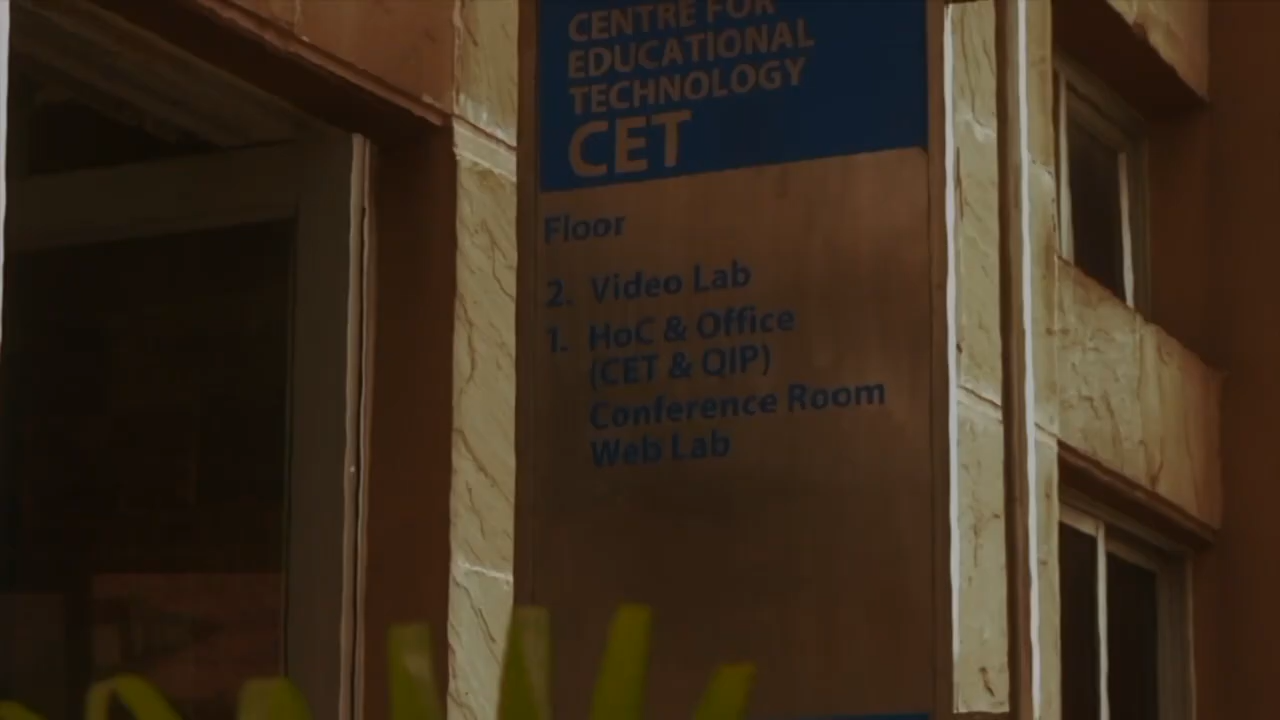 CENTRE FOR
EDUCATIONAL
TECHNOLOGY
CET
Floor
2. Video Lab
1. HoC & Office
(CET & QIP)
Conference Room
Web Lab